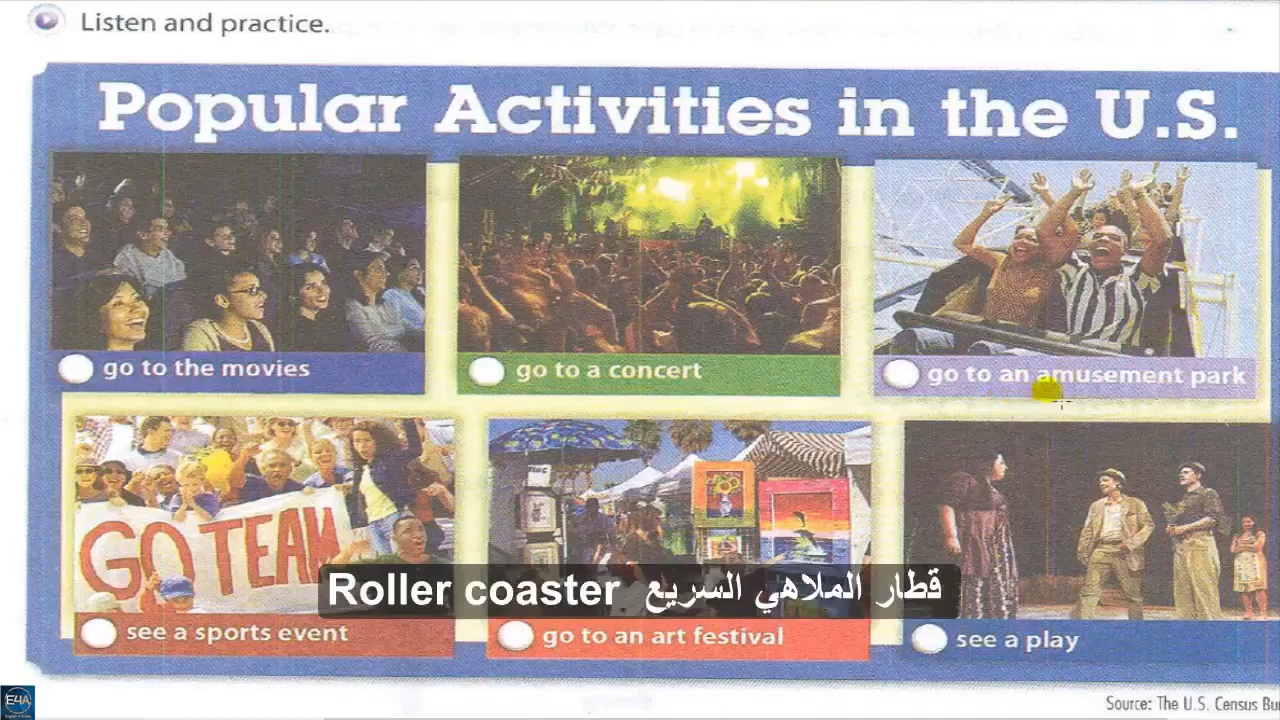 Listen and practice.
Popular Activities in the U.S.
go to the movies
go to a concert
go to an amusement park
GO TEAM
see a sports event
go to an art festival
see a play
Roller coaster قطار الملاهي السريع
Source: The U.S. Census Bu
E4A